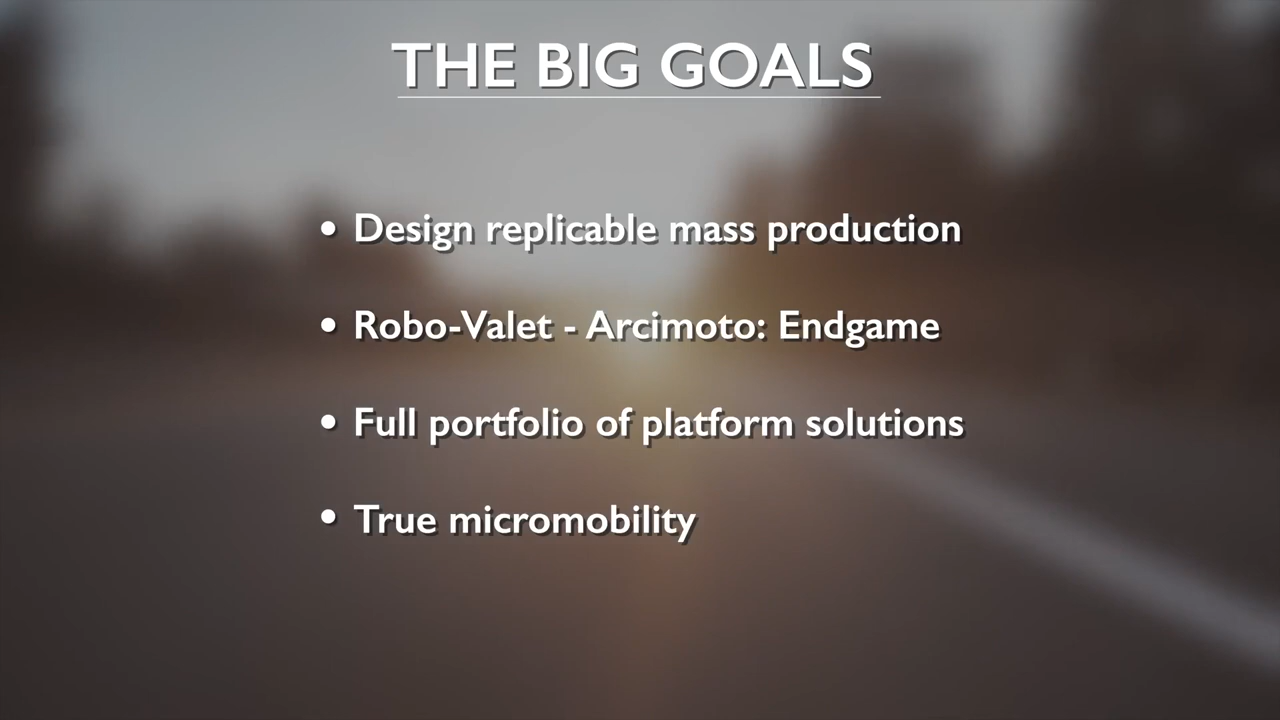 THE BIG GOALS
• Design replicable mass production
• Robo-Valet - Arcimoto: Endgame
• Full portfolio of platform solutions
• True micromobility